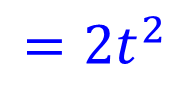 = 2t²